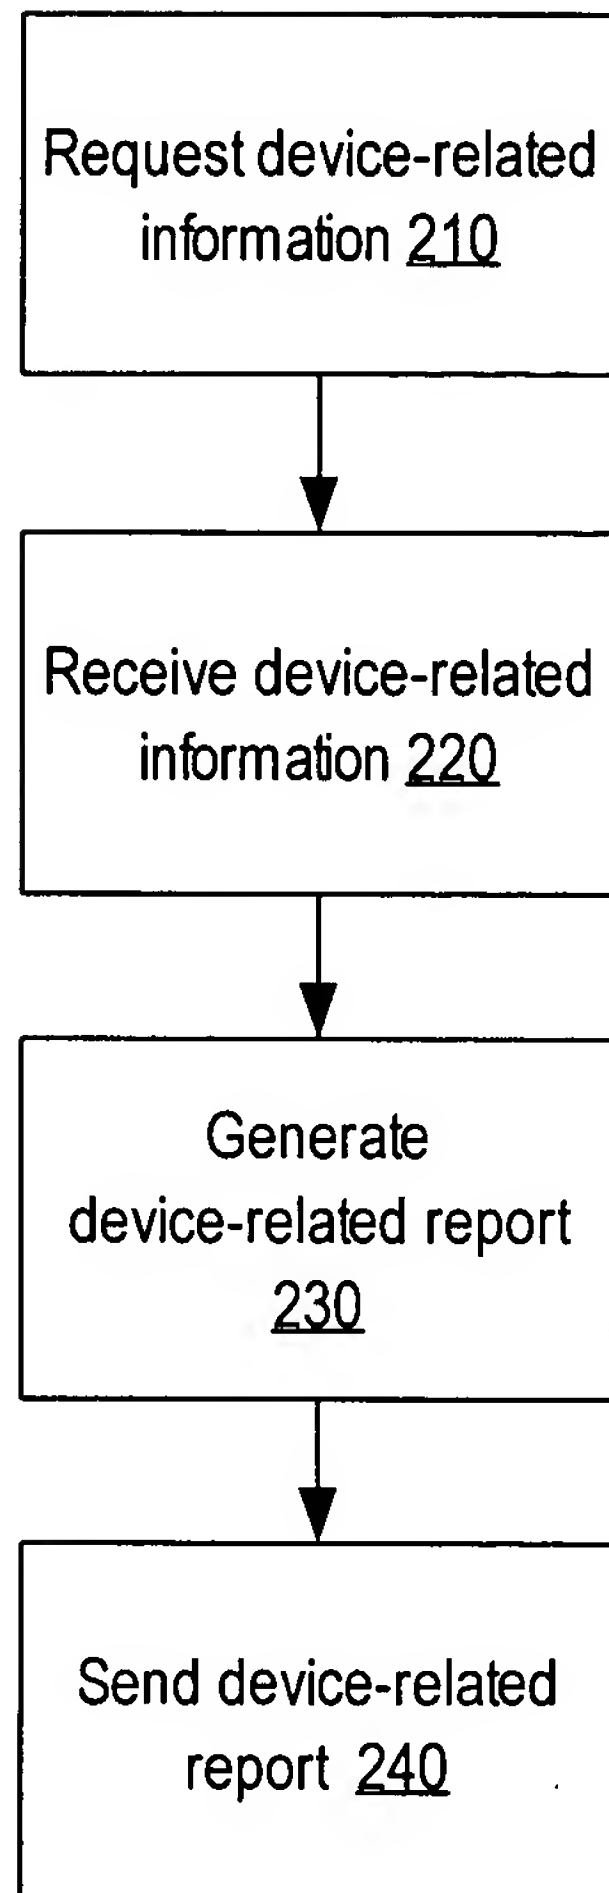 Request device-related
information 210
Receive device-related
information 220
Generate
device-related report
230
Send device-related
report 240